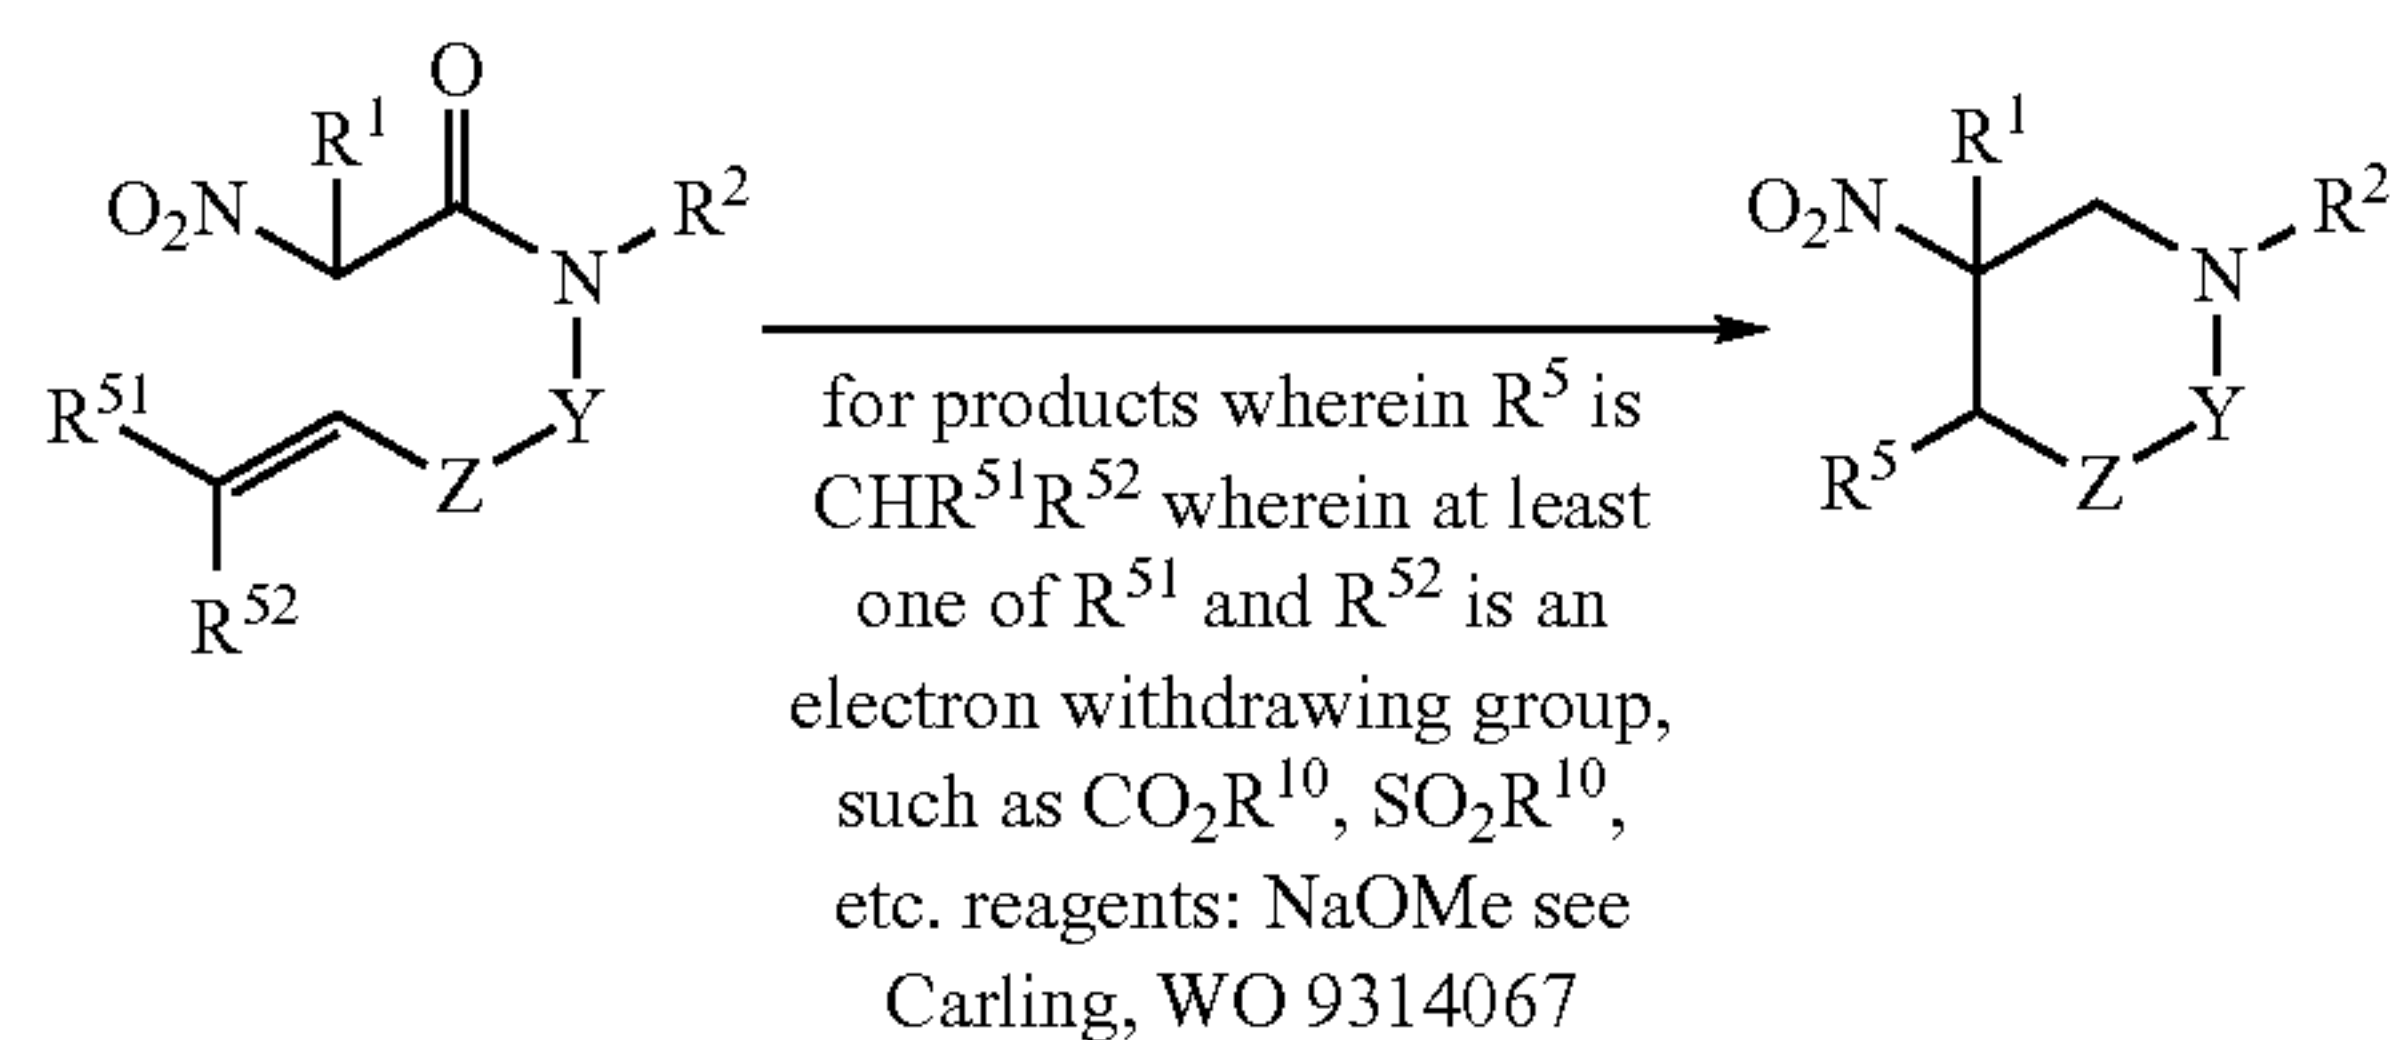 O
R¹
R¹
O₂N
R²
O₂N
R²
N
N
R⁵¹
Y
Z
R⁵²
Y
R⁵
Z
for products wherein R⁵ is
CHR⁵¹R⁵² wherein at least
one of R⁵¹ and R⁵² is an
electron withdrawing group,
such as CO₂R¹⁰, SO₂R¹⁰,
etc. reagents: NaOMe see
Carling, WO 9314067